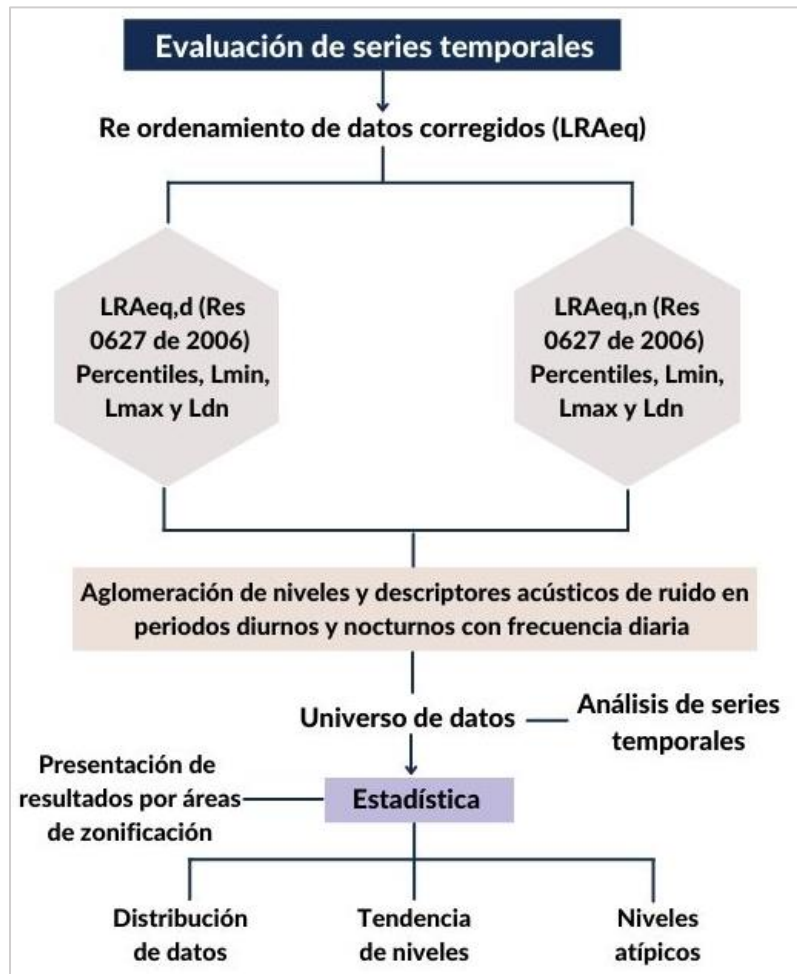 Evaluación de series temporales
Re ordenamiento de datos corregidos (LRAeq)
LRAeq,d (Res
0627 de 2006)
Percentiles, Lmin,
Lmax y Ldn
LRAeq,n (Res
0627 de 2006)
Percentiles, Lmin,
Lmax y Ldn
Aglomeración de niveles y descriptores acústicos de ruido en
periodos diurnos y nocturnos con frecuencia diaria
Universo de datos
Análisis de series
temporales
Presentación de
resultados por áreas
de zonificación
Estadística
Distribución
de datos
Tendencia
de niveles
Niveles
atípicos